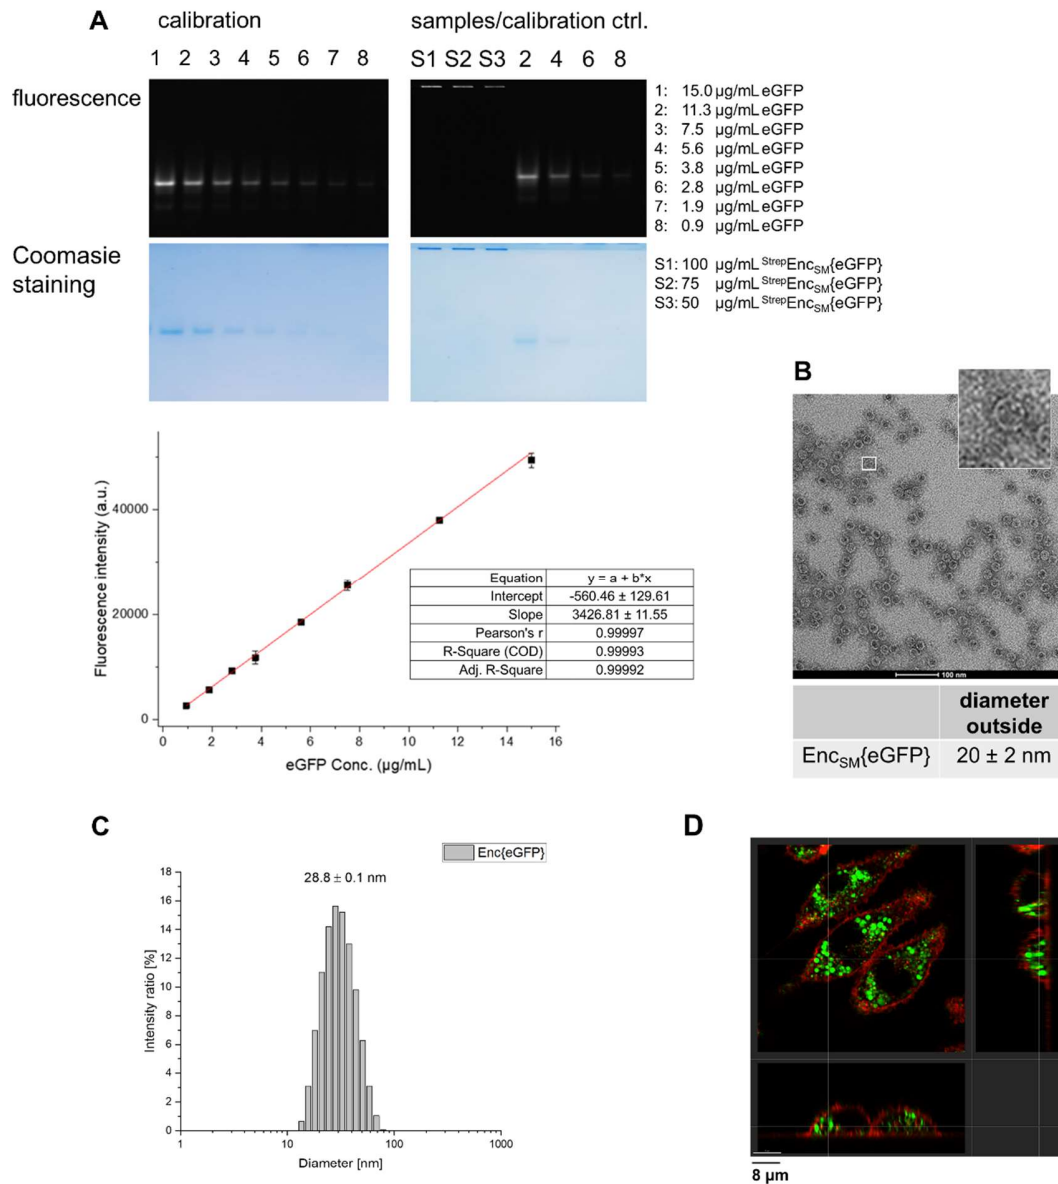 A
calibration
samples/calibration ctrl.
1 2 3 4 5 6 7 8
S1 S2 S3 2 4 6 8
fluorescence
1: 15.0 µg/mL eGFP
2: 11.3 µg/mL eGFP
3: 7.5 µg/mL eGFP
4: 5.6 µg/mL eGFP
5: 3.8 µg/mL eGFP
6: 2.8 µg/mL eGFP
7: 1.9 µg/mL eGFP
8: 0.9 µg/mL eGFP
Coomasie
staining
S1: 100 µg/mL StrepEncSM{eGFP}
S2: 75 µg/mL StrepEncSM{eGFP}
S3: 50 µg/mL StrepEncSM{eGFP}
Fluorescence intensity (a.u.)
40000
20000
0
0 2 4 6 8 10 12 14 16
eGFP Conc. (µg/mL)
Equation y = a + b*x
Intercept -560.46 ± 129.61
Slope 3426.81 ± 11.55
Pearson's r 0.99997
R-Square (COD) 0.99993
Adj. R-Square 0.99992
B
100 nm
diameter
outside
EncSM{eGFP} 20 ± 2 nm
C
Enc{eGFP}
28.8 ± 0.1 nm
Intensity ratio [%]
18
16
14
12
10
8
6
4
2
0
1 10 100 1000
Diameter [nm]
D
8 µm